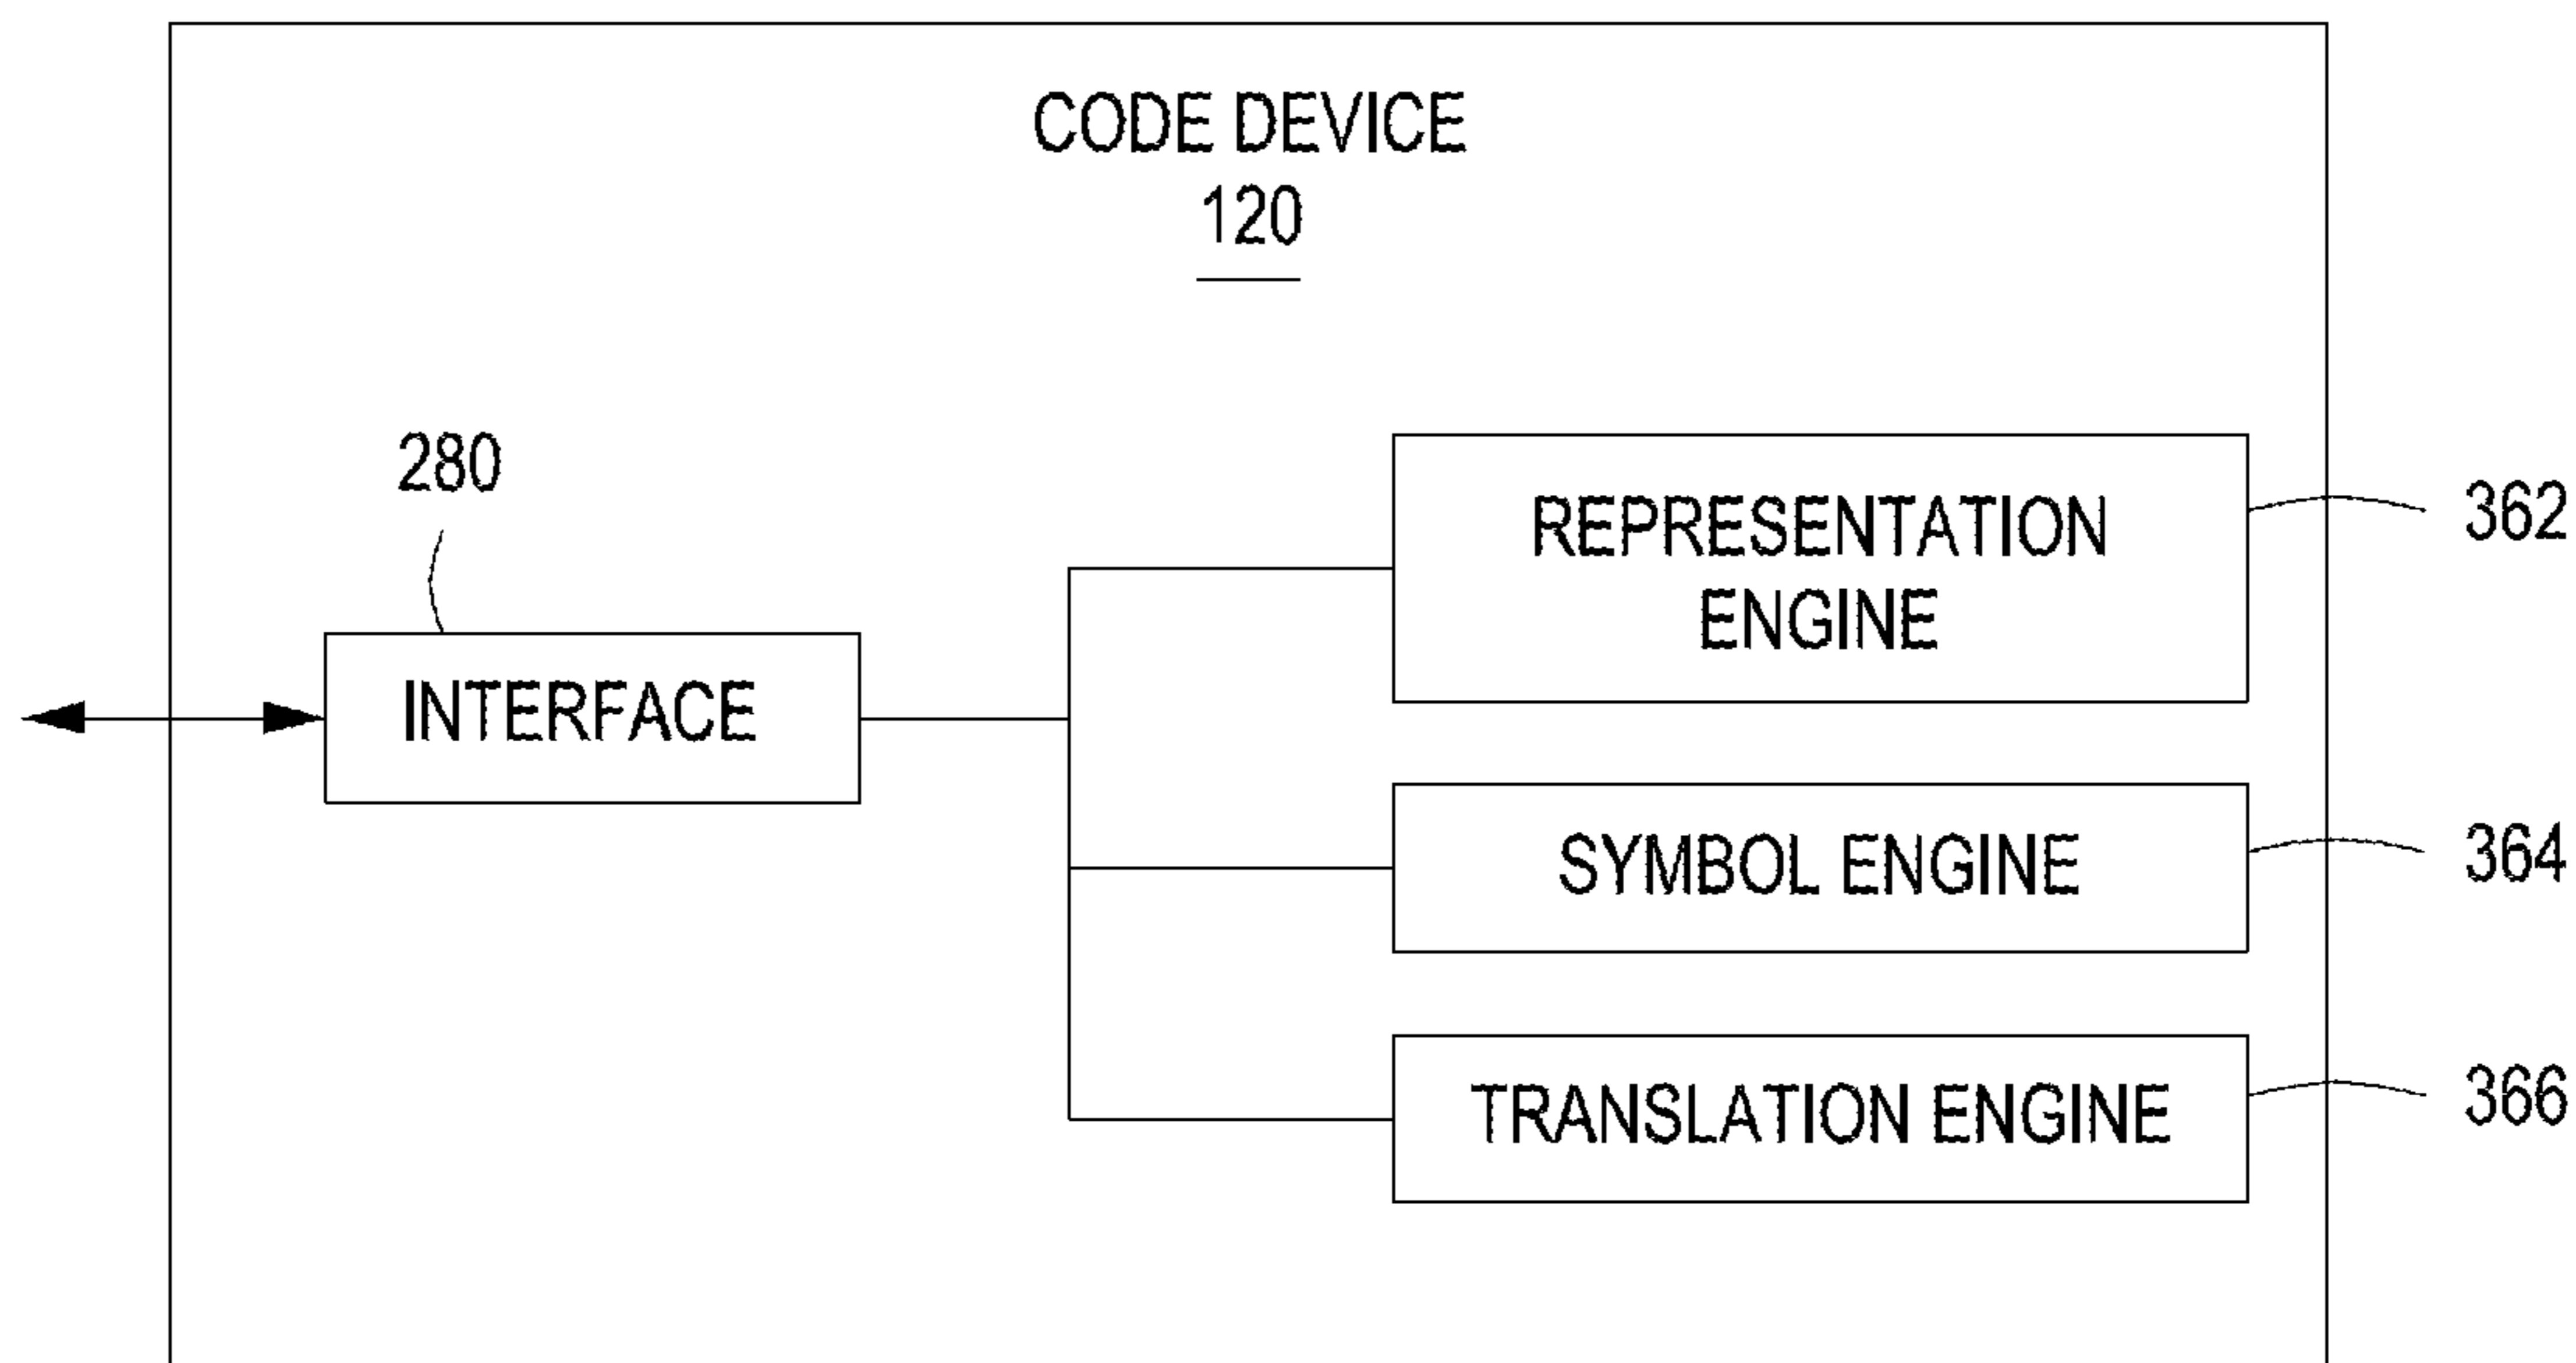 CODE DEVICE
120
280
INTERFACE
REPRESENTATION
ENGINE
362
SYMBOL ENGINE
364
TRANSLATION ENGINE
366